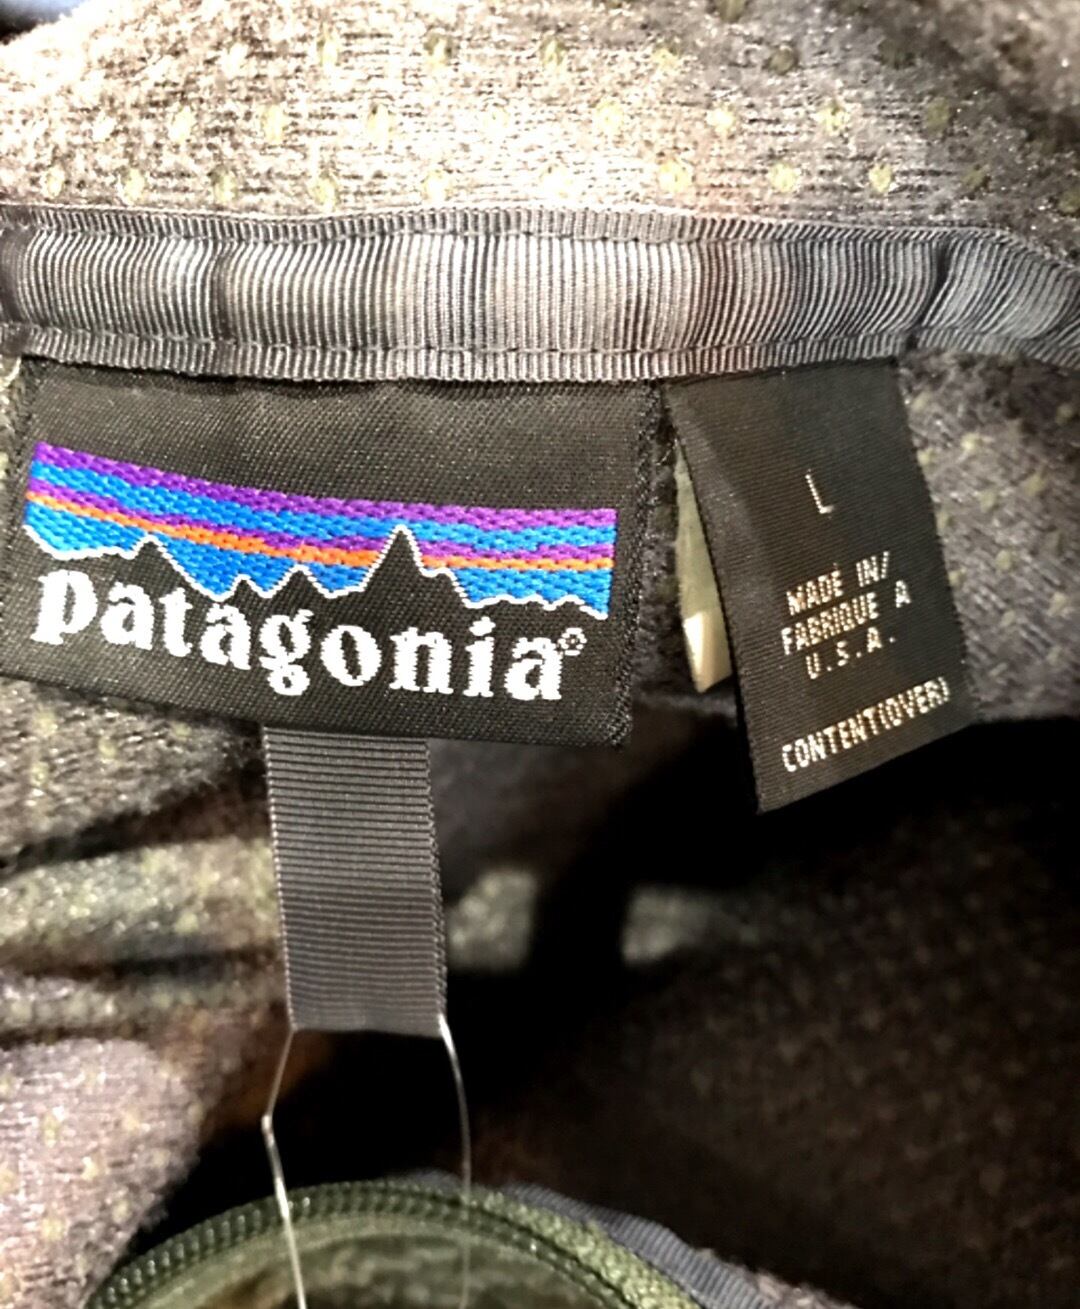 patagonia®
L
MADE IN/
FABRIQUE A
U.S.A.
CONTENT(OVER)